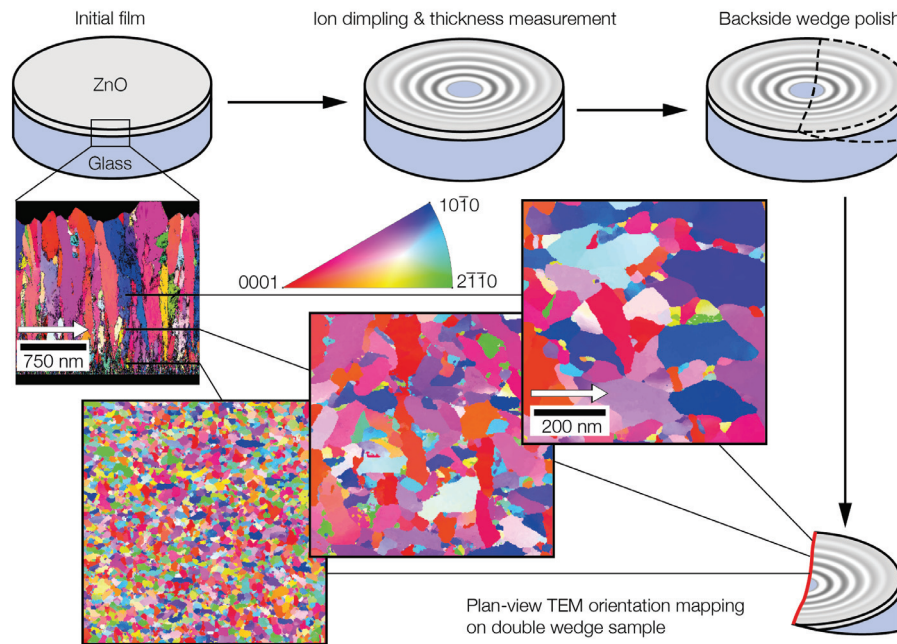 Initial film
Ion dimpling & thickness measurement
Backside wedge polish
ZnO
Glass
101̄0
0001
21̄1̄0
750 nm
200 nm
Plan-view TEM orientation mapping
on double wedge sample